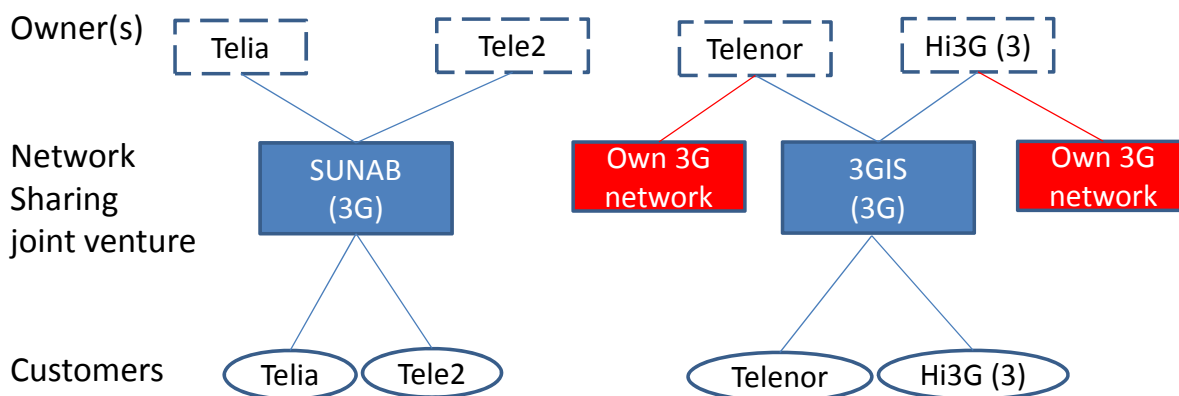 Owner(s)
Telia
Tele2
Telenor
Hi3G (3)
Network
Sharing
joint venture
SUNAB
(3G)
Own 3G
network
3GIS
(3G)
Own 3G
network
Customers
Telia
Tele2
Telenor
Hi3G (3)